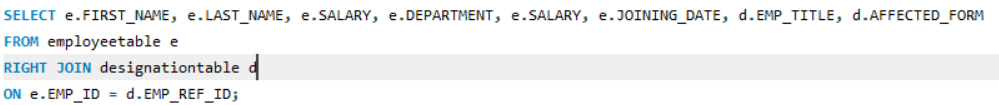 SELECT e.FIRST_NAME, e.LAST_NAME, e.SALARY, e.DEPARTMENT, e.SALARY, e.JOINING_DATE, d.EMP_TITLE, d.AFFECTED_FORM
FROM employeetable e
RIGHT JOIN designationtable d
ON e.EMP_ID = d.EMP_REF_ID;